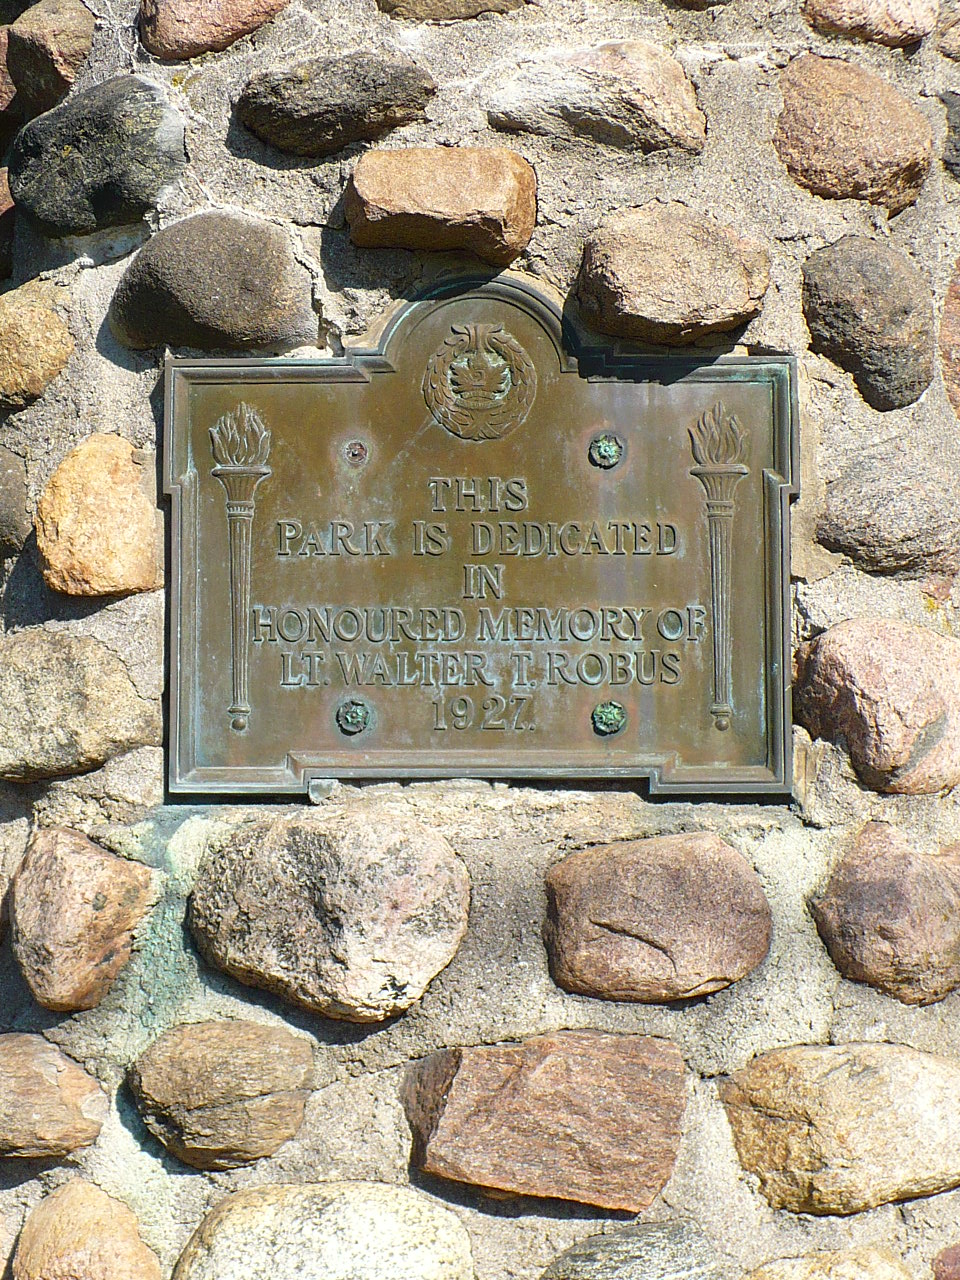 THIS
PARK IS DEDICATED
IN
HONOURED MEMORY OF
LT. WALTER T. ROBUS
1927.